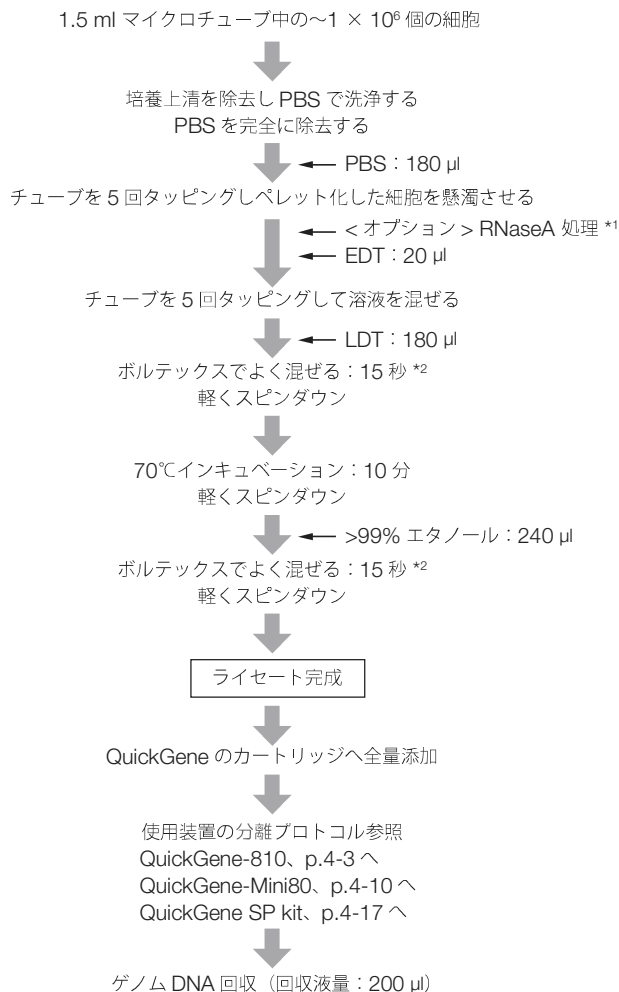 1.5 ml マイクロチューブ中の〜1 × 10⁶ 個の細胞
培養上清を除去し PBS で洗浄する
PBS を完全に除去する
PBS：180 μl
チューブを 5 回タッピングしペレット化した細胞を懸濁させる
< オプション > RNaseA 処理 *1
EDT：20 μl
チューブを 5 回タッピングして溶液を混ぜる
LDT：180 μl
ボルテックスでよく混ぜる：15 秒 *2
軽くスピンダウン
70℃インキュベーション：10 分
軽くスピンダウン
>99% エタノール：240 μl
ボルテックスでよく混ぜる：15 秒 *2
軽くスピンダウン
ライセート完成
QuickGene のカートリッジへ全量添加
使用装置の分離プロトコル参照
QuickGene-810、p.4-3 へ
QuickGene-Mini80、p.4-10 へ
QuickGene SP kit、p.4-17 へ
ゲノム DNA 回収（回収液量：200 μl）